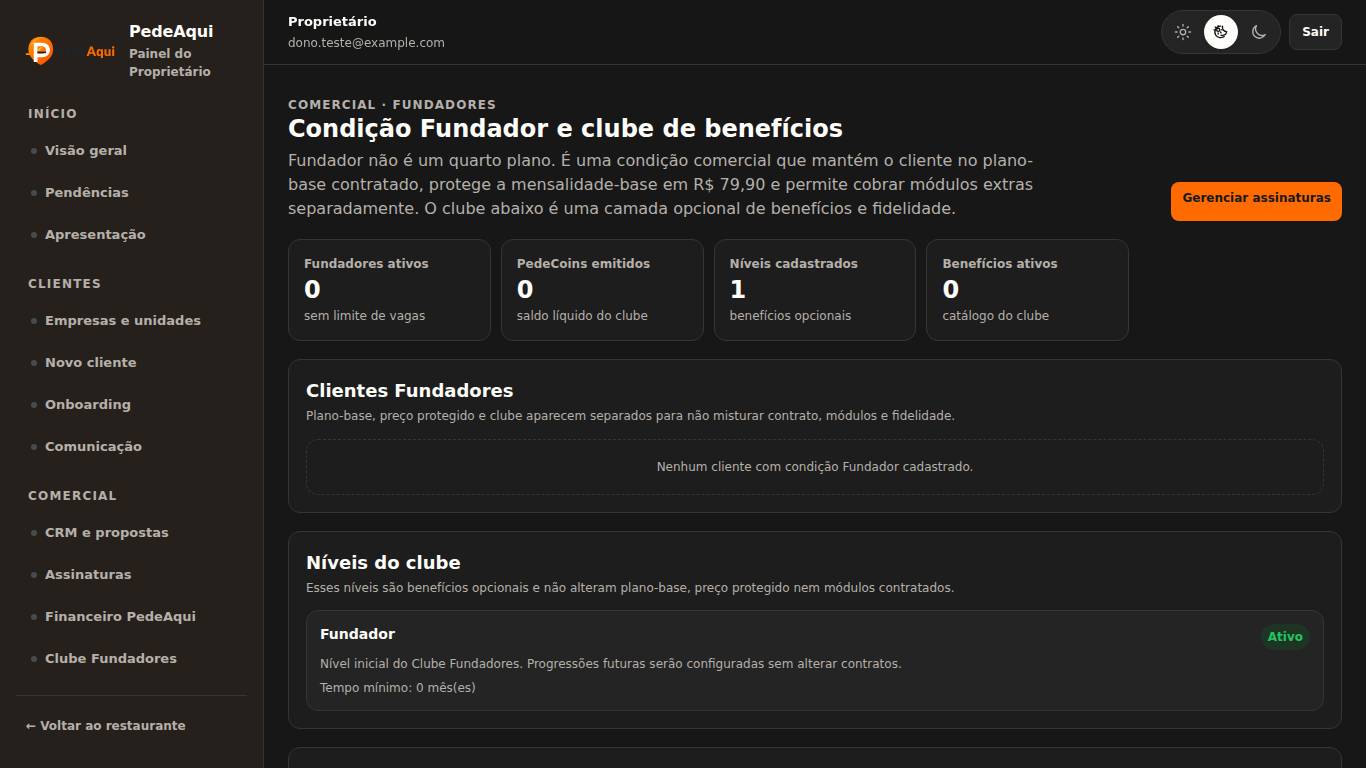 PedeAqui
Aqui
Painel do
Proprietário
INÍCIO
Visão geral
Pendências
Apresentação
CLIENTES
Empresas e unidades
Novo cliente
Onboarding
Comunicação
COMERCIAL
CRM e propostas
Assinaturas
Financeiro PedeAqui
Clube Fundadores
← Voltar ao restaurante
Proprietário
dono.teste@example.com
Sair
COMERCIAL · FUNDADORES
Condição Fundador e clube de benefícios
Fundador não é um quarto plano. É uma condição comercial que mantém o cliente no plano-
base contratado, protege a mensalidade-base em R$ 79,90 e permite cobrar módulos extras
separadamente. O clube abaixo é uma camada opcional de benefícios e fidelidade.
Gerenciar assinaturas
Fundadores ativos
0
sem limite de vagas
PedeCoins emitidos
0
saldo líquido do clube
Níveis cadastrados
1
benefícios opcionais
Benefícios ativos
0
catálogo do clube
Clientes Fundadores
Plano-base, preço protegido e clube aparecem separados para não misturar contrato, módulos e fidelidade.
Nenhum cliente com condição Fundador cadastrado.
Níveis do clube
Esses níveis são benefícios opcionais e não alteram plano-base, preço protegido nem módulos contratados.
Fundador
Ativo
Nível inicial do Clube Fundadores. Progressões futuras serão configuradas sem alterar contratos.
Tempo mínimo: 0 mês(es)